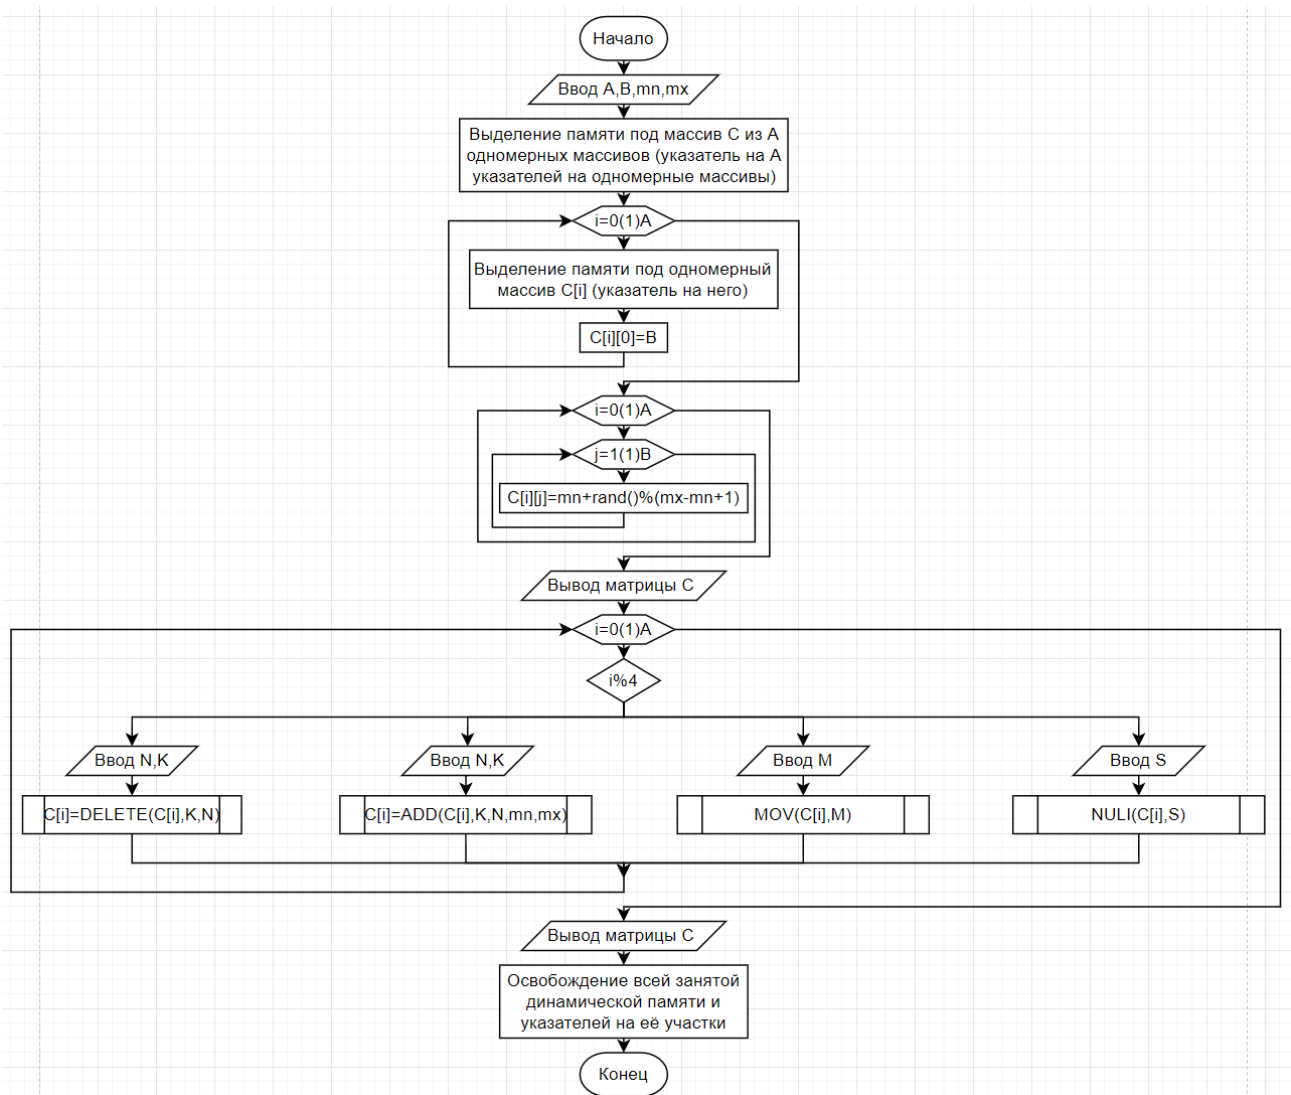 Начало
Ввод A,B,mn,mx
Выделение памяти под массив С из А
одномерных массивов (указатель на А
указателей на одномерные массивы)
i=0(1)A
Выделение памяти под одномерный
массив C[i] (указатель на него)
C[i][0]=B
i=0(1)A
j=1(1)B
C[i][j]=mn+rand()%(mx-mn+1)
Вывод матрицы С
i=0(1)A
i%4
Ввод N,K
Ввод N,K
Ввод M
Ввод S
C[i]=DELETE(C[i],K,N)
C[i]=ADD(C[i],K,N,mn,mx)
MOV(C[i],M)
NULI(C[i],S)
Вывод матрицы С
Освобождение всей занятой
динамической памяти и
указателей на её участки
Конец